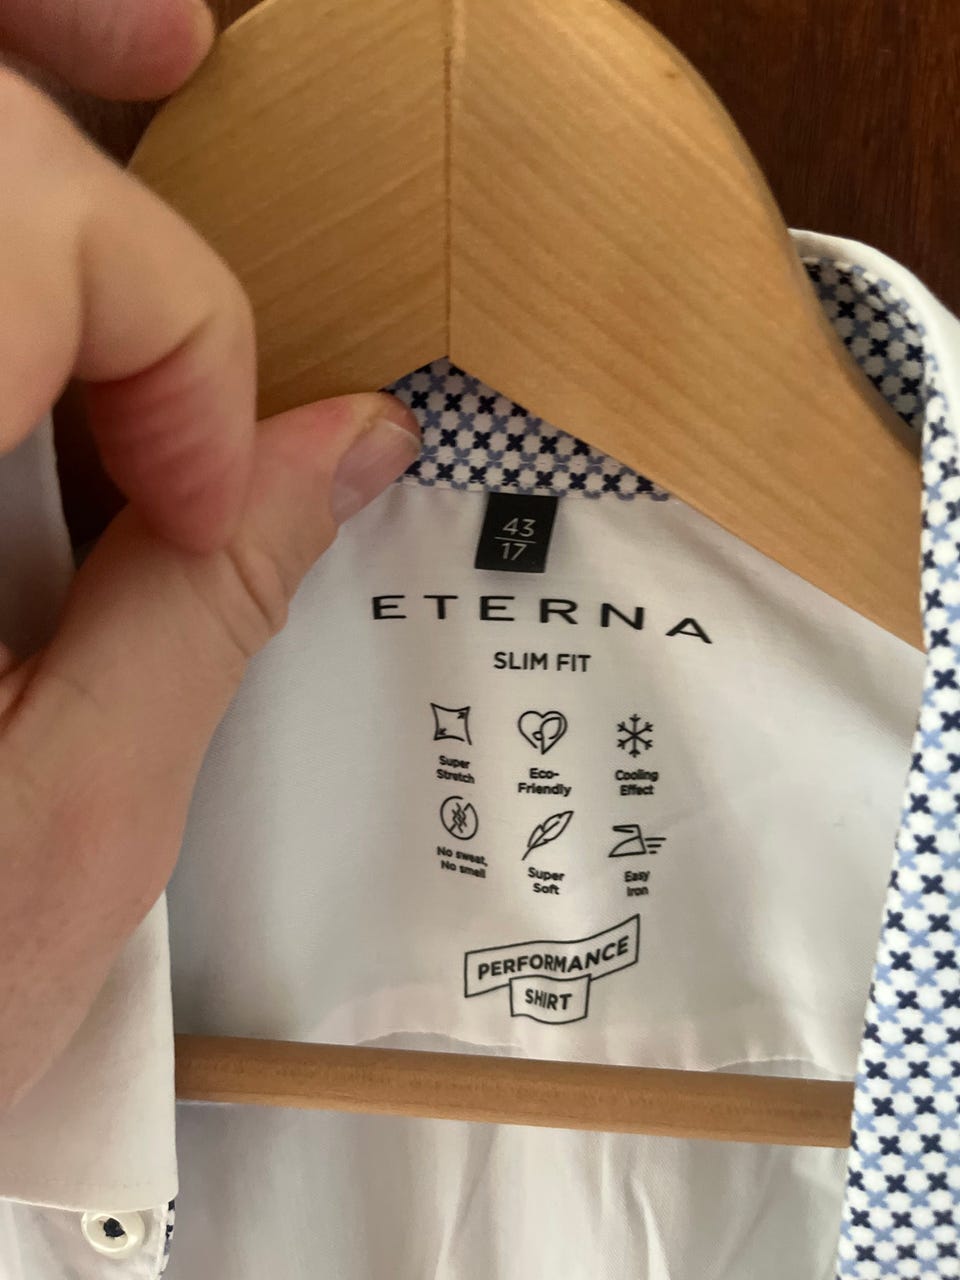 43
17
ETERNA
SLIM FIT
Super
Stretch
Eco-
Friendly
Cooling
Effect
No sweat,
No smell
Super
Soft
Easy
Iron
PERFORMANCE
SHIRT